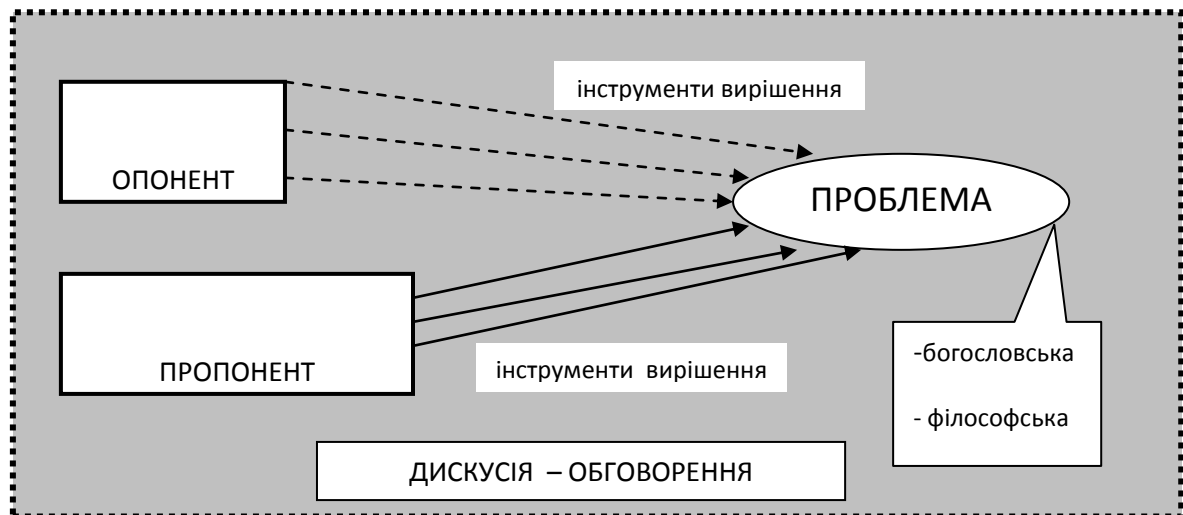 інструменти вирішення
ОПОНЕНТ
ПРОБЛЕМА
ПРОПОНЕНТ
інструменти вирішення
-богословська
- філософська
ДИСКУСІЯ – ОБГОВОРЕННЯ